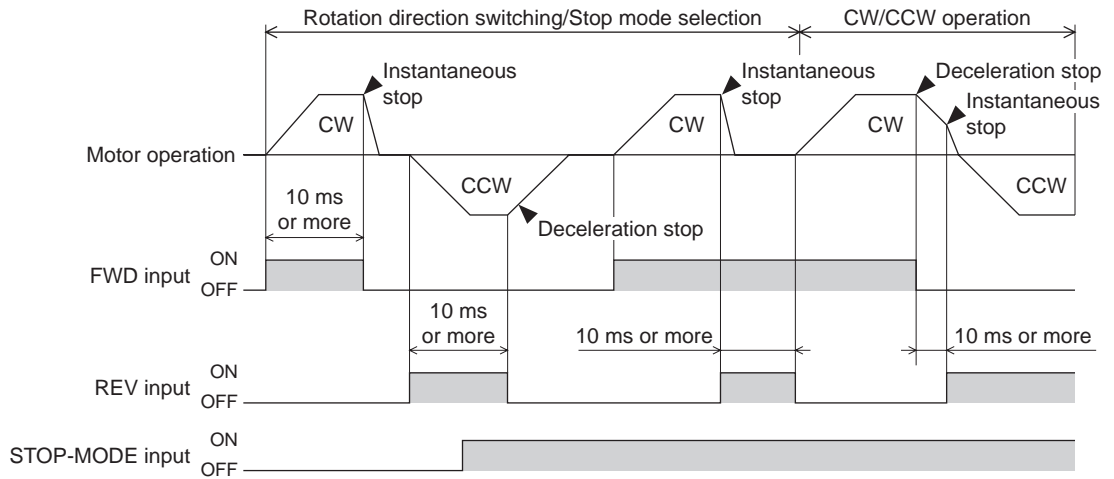 Rotation direction switching/Stop mode selection
CW/CCW operation
Instantaneous
stop
Instantaneous
stop
Deceleration stop
Instantaneous
stop
CW
CW
CW
Motor operation
CCW
CCW
10 ms
or more
Deceleration stop
ON
FWD input
OFF
10 ms
or more
10 ms or more
10 ms or more
ON
REV input
OFF
ON
STOP-MODE input
OFF